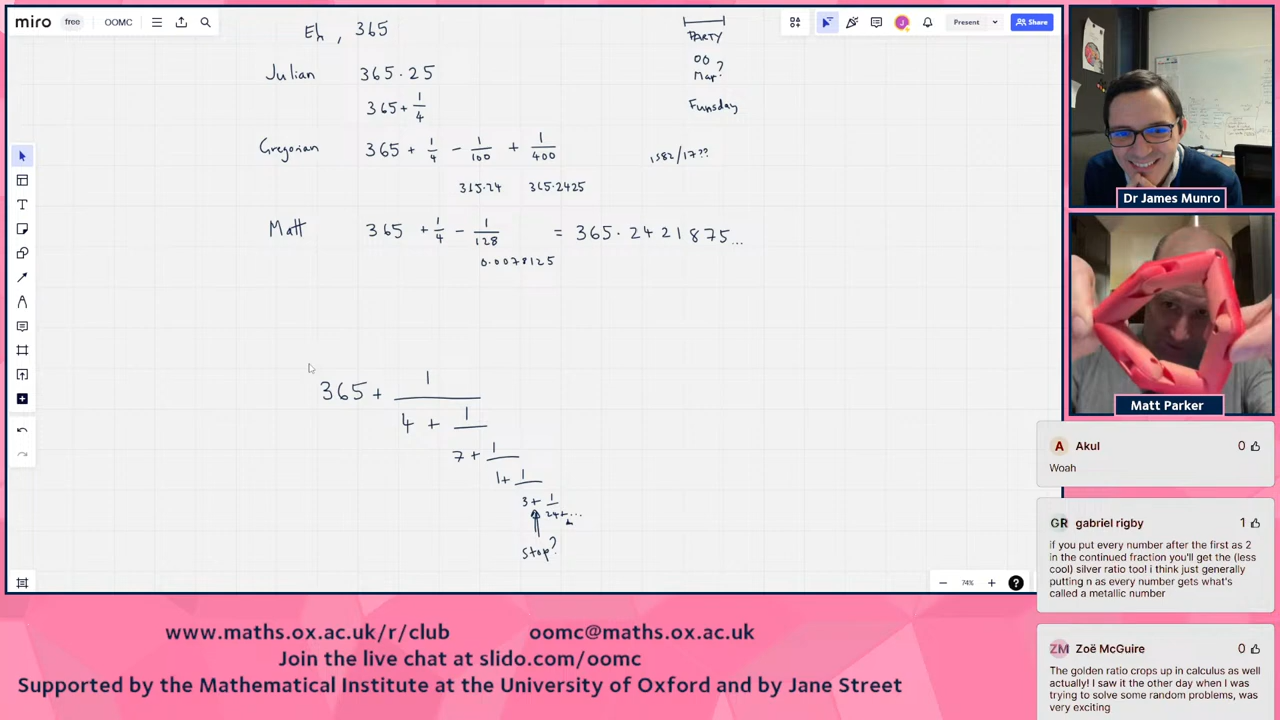 miro free OOMC
Present
Share
Eh, 365
PARTY
00
Mar?
Funsday
Julian 365.25
365+ 1/4
Gregorian 365 + 1/4 - 1/100 + 1/400
1582/17??
365.24 365.2425
Matt 365 + 1/4 - 1/128 = 365.2421875...
0.0078125
365 + 1
4 + 1
7 + 1
1 + 1
3 + 1
24+...
stop?
74%
Dr James Munro
Matt Parker
A Akul 0
Woah
GR gabriel rigby 1
if you put every number after the first as 2
in the continued fraction you'll get the (less
cool) silver ratio too! i think just generally
putting n as every number gets what's
called a metallic number
ZM Zoë McGuire 0
The golden ratio crops up in calculus as well
actually! I saw it the other day when I was
trying to solve some random problems, was
very exciting
www.maths.ox.ac.uk/r/club oomc@maths.ox.ac.uk
Join the live chat at slido.com/oomc
Supported by the Mathematical Institute at the University of Oxford and by Jane Street